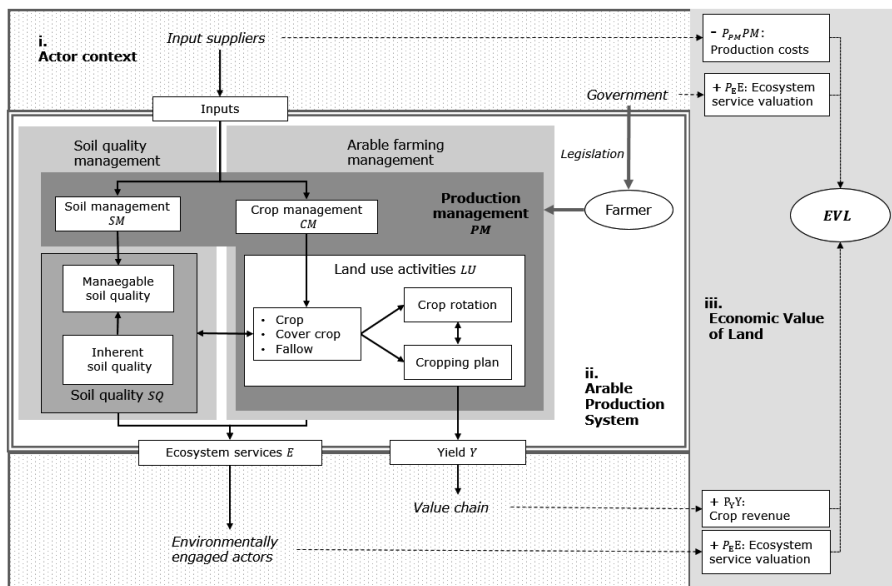 i.
Actor context
Input suppliers
- P_PM PM:
Production costs
Government
+ P_E E: Ecosystem
service valuation
Inputs
Soil quality
management
Arable farming
management
Legislation
Soil management
SM
Crop management
CM
Production
management
PM
Farmer
EVL
Manaegable
soil quality
Inherent
soil quality
Soil quality SQ
Land use activities LU
• Crop
• Cover crop
• Fallow
Crop rotation
Cropping plan
ii.
Arable
Production
System
iii.
Economic Value
of Land
Ecosystem services E
Yield Y
Value chain
+ P_Y Y:
Crop revenue
Environmentally
engaged actors
+ P_E E: Ecosystem
service valuation